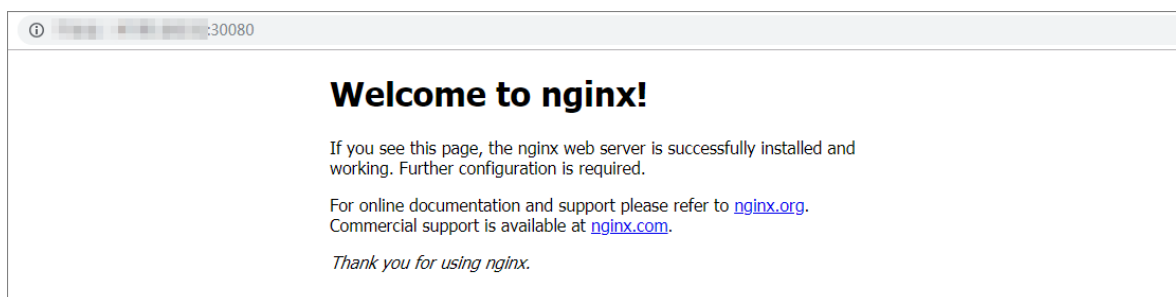 :30080
Welcome to nginx!
If you see this page, the nginx web server is successfully installed and
working. Further configuration is required.
For online documentation and support please refer to nginx.org.
Commercial support is available at nginx.com.
Thank you for using nginx.